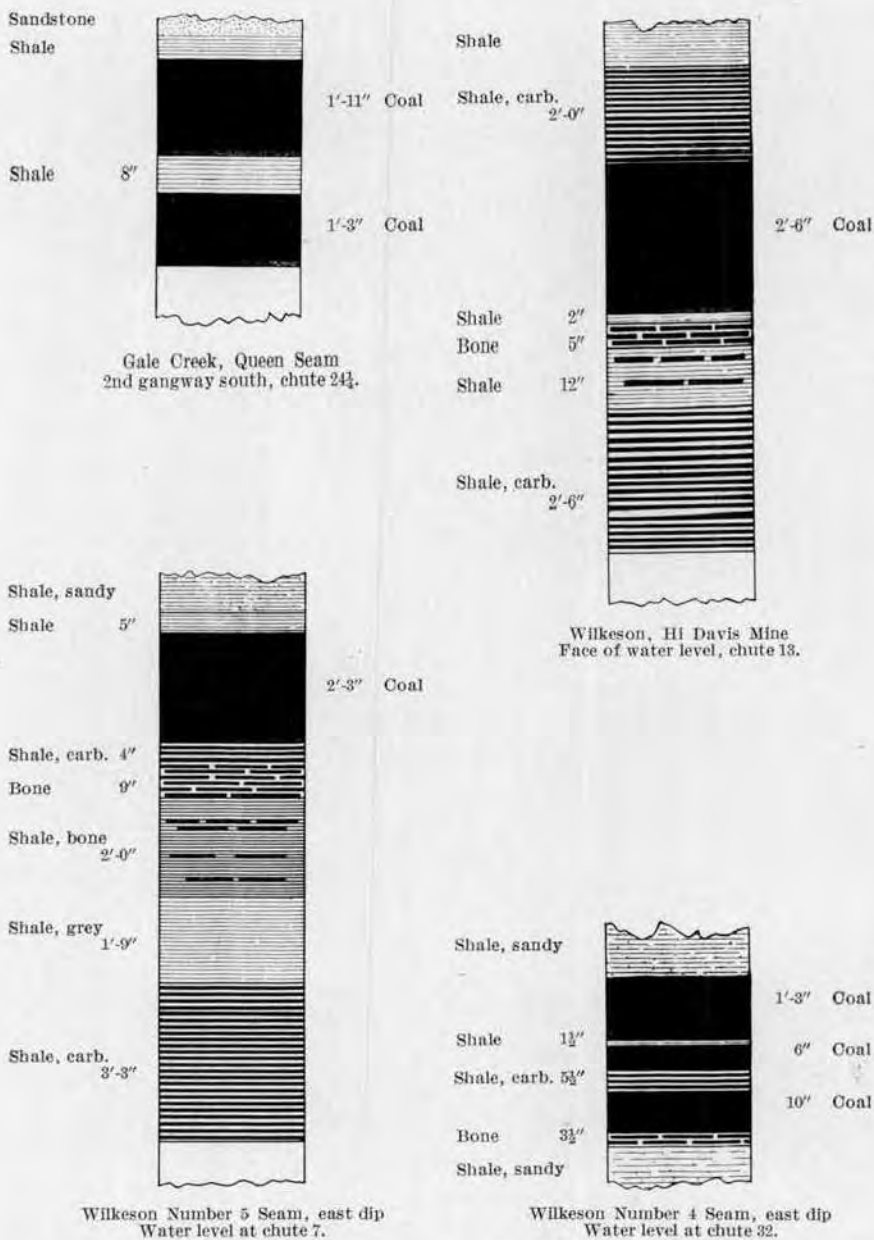 Sandstone
Shale
1'-11" Coal
Shale 8"
1'-3" Coal
Gale Creek, Queen Seam
2nd gangway south, chute 24¼.
Shale
Shale, carb.
2'-0"
2'-6" Coal
Shale 2"
Bone 5"
Shale 12"
Shale, carb.
2'-6"
Wilkeson, Hi Davis Mine
Face of water level, chute 13.
Shale, sandy
Shale 5"
2'-3" Coal
Shale, carb. 4"
Bone 9"
Shale, bone
2'-0"
Shale, grey
1'-9"
Shale, carb.
3'-3"
Wilkeson Number 5 Seam, east dip
Water level at chute 7.
Shale, sandy
1'-3" Coal
Shale 1½"
6" Coal
Shale, carb. 5½"
10" Coal
Bone 3½"
Shale, sandy
Wilkeson Number 4 Seam, east dip
Water level at chute 32.